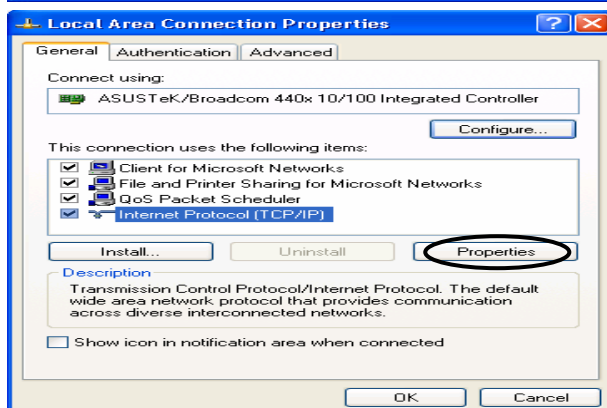 Local Area Connection Properties
General Authentication Advanced
Connect using:
ASUSTeK/Broadcom 440x 10/100 Integrated Controller
Configure...
This connection uses the following items:
Client for Microsoft Networks
File and Printer Sharing for Microsoft Networks
QoS Packet Scheduler
Internet Protocol (TCP/IP)
Install... Uninstall Properties
Description
Transmission Control Protocol/Internet Protocol. The default
wide area network protocol that provides communication
across diverse interconnected networks.
Show icon in notification area when connected
OK Cancel